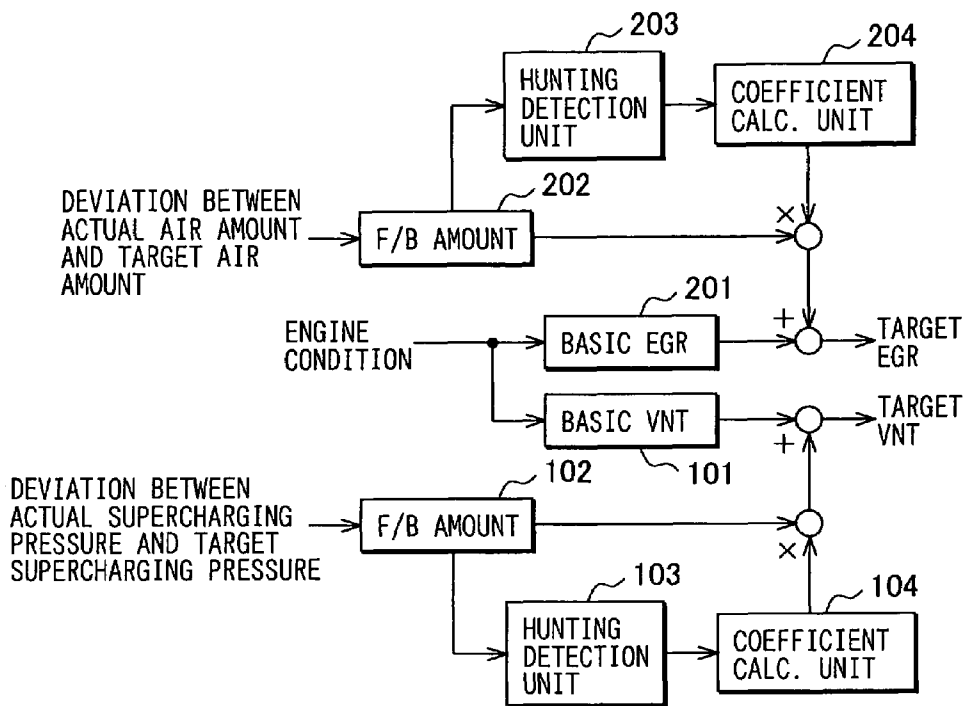 203
HUNTING
DETECTION
UNIT
204
COEFFICIENT
CALC. UNIT
DEVIATION BETWEEN
ACTUAL AIR AMOUNT
AND TARGET AIR
AMOUNT
202
F/B AMOUNT
×
201
ENGINE
CONDITION
BASIC EGR
+
TARGET
EGR
BASIC VNT
101
+
TARGET
VNT
DEVIATION BETWEEN
ACTUAL SUPERCHARGING
PRESSURE AND TARGET
SUPERCHARGING PRESSURE
102
F/B AMOUNT
×
103
HUNTING
DETECTION
UNIT
104
COEFFICIENT
CALC. UNIT